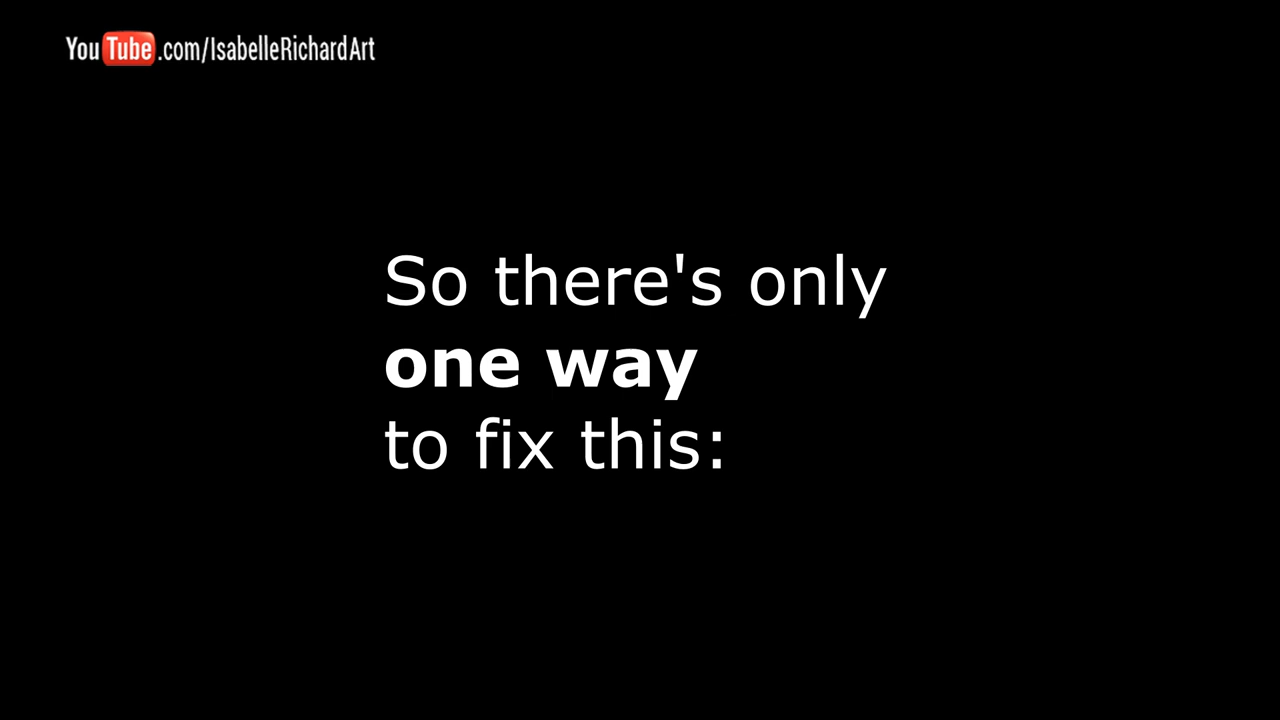 YouTube.com/IsabelleRichardArt
So there's only
one way
to fix this: